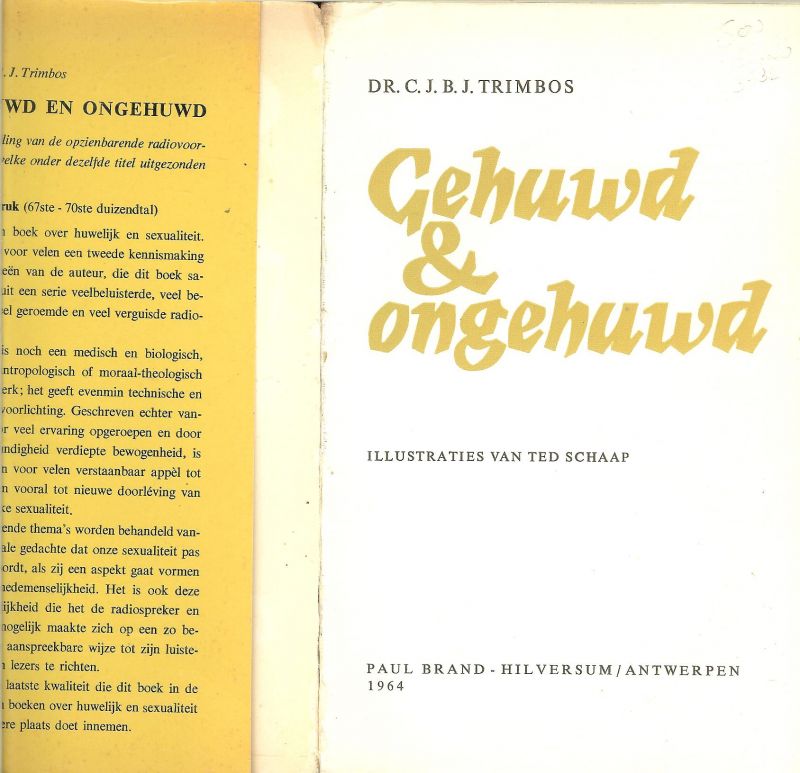 . J. Trimbos
WD EN ONGEHUWD
ling van de opzienbarende radiovoor-
elke onder dezelfde titel uitgezonden
ruk (67ste - 70ste duizendtal)
boek over huwelijk en sexualiteit.
voor velen een tweede kennismaking
eën van de auteur, die dit boek sa-
uit een serie veelbeluisterde, veel be-
el geroemde en veel verguisde radio-
is noch een medisch en biologisch,
ntropologisch of moraal-theologisch
erk; het geeft evenmin technische en
voorlichting. Geschreven echter van-
r veel ervaring opgeroepen en door
undigheid verdiepte bewogenheid, is
n voor velen verstaanbaar appèl tot
n vooral tot nieuwe doorléving van
ke sexualiteit.
ende thema's worden behandeld van-
ale gedachte dat onze sexualiteit pas
ordt, als zij een aspekt gaat vormen
nedemenselijkheid. Het is ook deze
ijkheid die het de radiospreker en
mogelijk maakte zich op een zo be-
aanspreekbare wijze tot zijn luiste-
n lezers te richten.
laatste kwaliteit die dit boek in de
boeken over huwelijk en sexualiteit
ere plaats doet innemen.
DR. C. J. B. J. TRIMBOS
Gehuwd
&
ongehuwd
ILLUSTRATIES VAN TED SCHAAP
PAUL BRAND - HILVERSUM/ANTWERPEN
1964